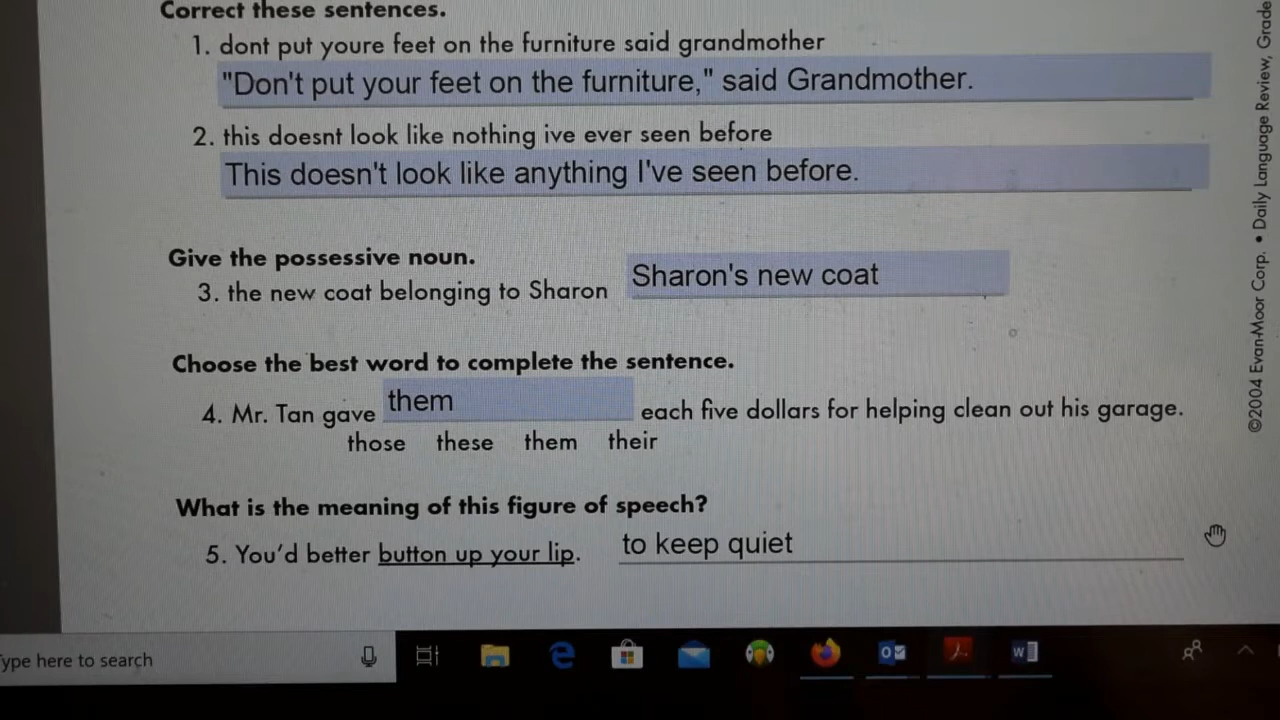 Correct these sentences.
1. dont put youre feet on the furniture said grandmother
"Don't put your feet on the furniture," said Grandmother.
2. this doesnt look like nothing ive ever seen before
This doesn't look like anything I've seen before.
Give the possessive noun.
3. the new coat belonging to Sharon Sharon's new coat
Choose the best word to complete the sentence.
4. Mr. Tan gave them each five dollars for helping clean out his garage.
those these them their
What is the meaning of this figure of speech?
5. You'd better button up your lip. to keep quiet
©2004 Evan-Moor Corp. • Daily Language Review, Grade
Type here to search